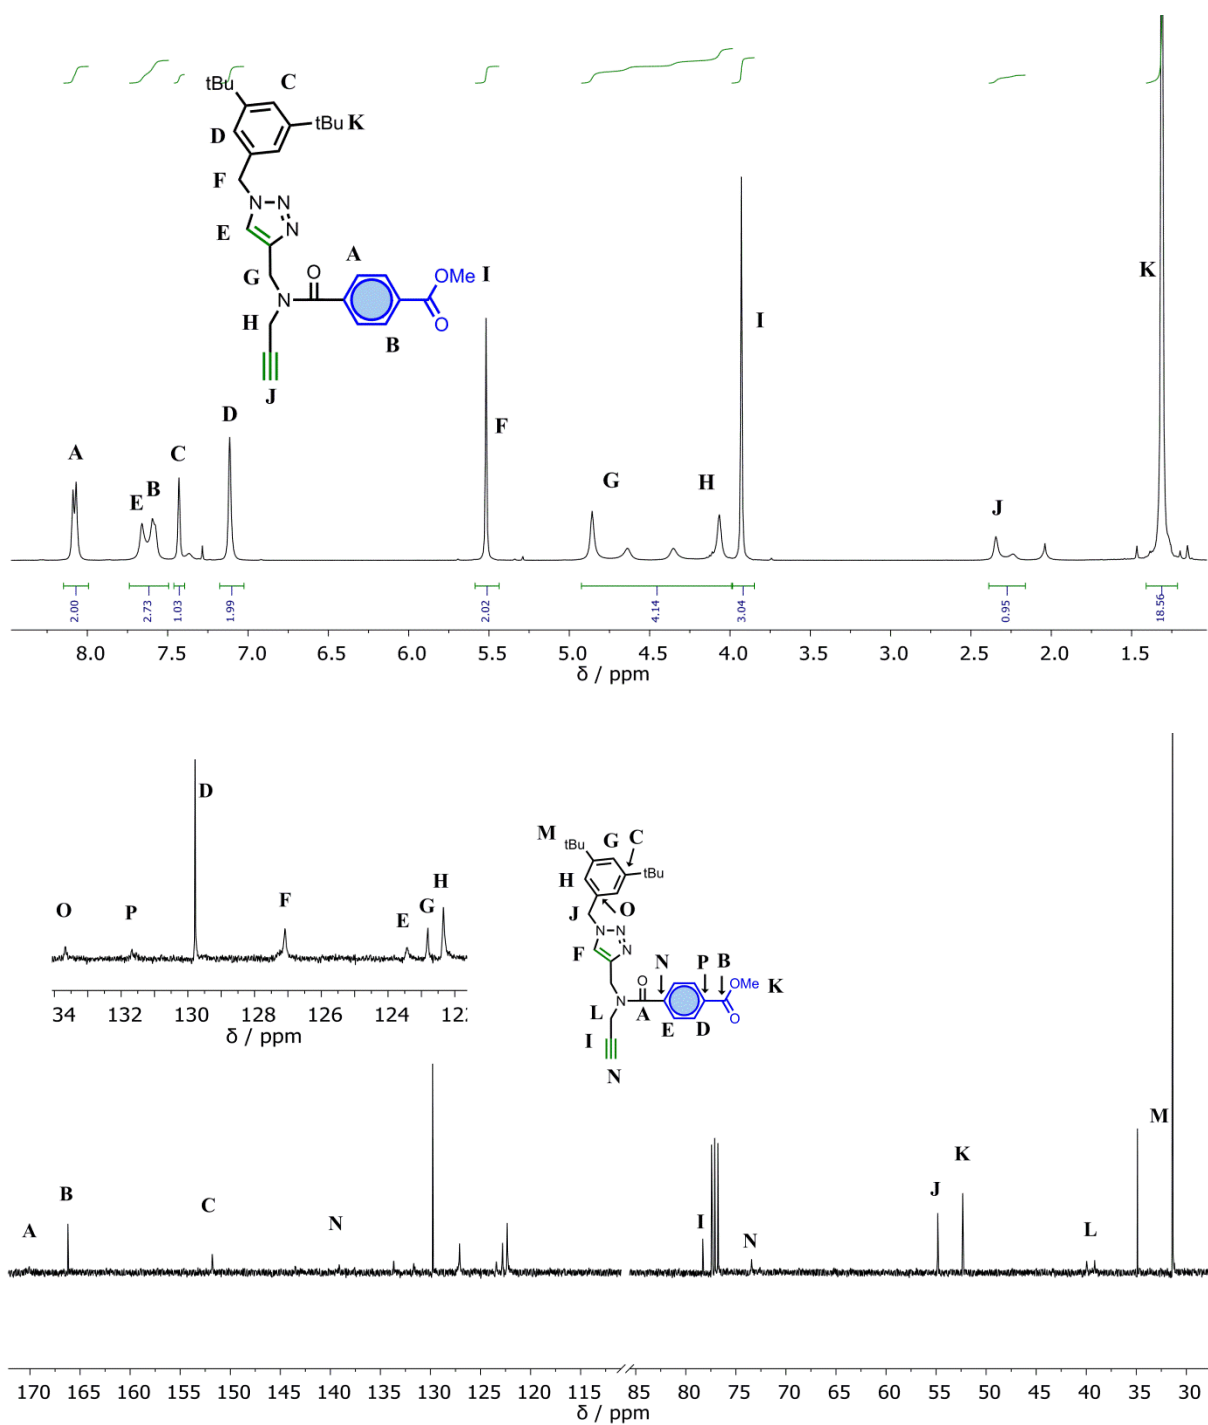 tBu C
D tBu K
F
N N
E N
A
G O OMe I
N
H O
B
J
K
I
D
F
A C
E B G H
J
2.00 2.73 1.03 1.99 2.02 4.14 3.04 0.95 18.56
8.0 7.5 7.0 6.5 6.0 5.5 5.0 4.5 4.0 3.5 3.0 2.5 2.0 1.5
δ / ppm
D
O P F E G H
34 132 130 128 126 124 122
δ / ppm
M tBu G C
H tBu
J O
N N
F N
N P B
O OMe K
L N O
A E D
I
N
A B C N I N J K L M
170 165 160 155 150 145 140 135 130 125 120 115 85 80 75 70 65 60 55 50 45 40 35 30
δ / ppm δ / ppm